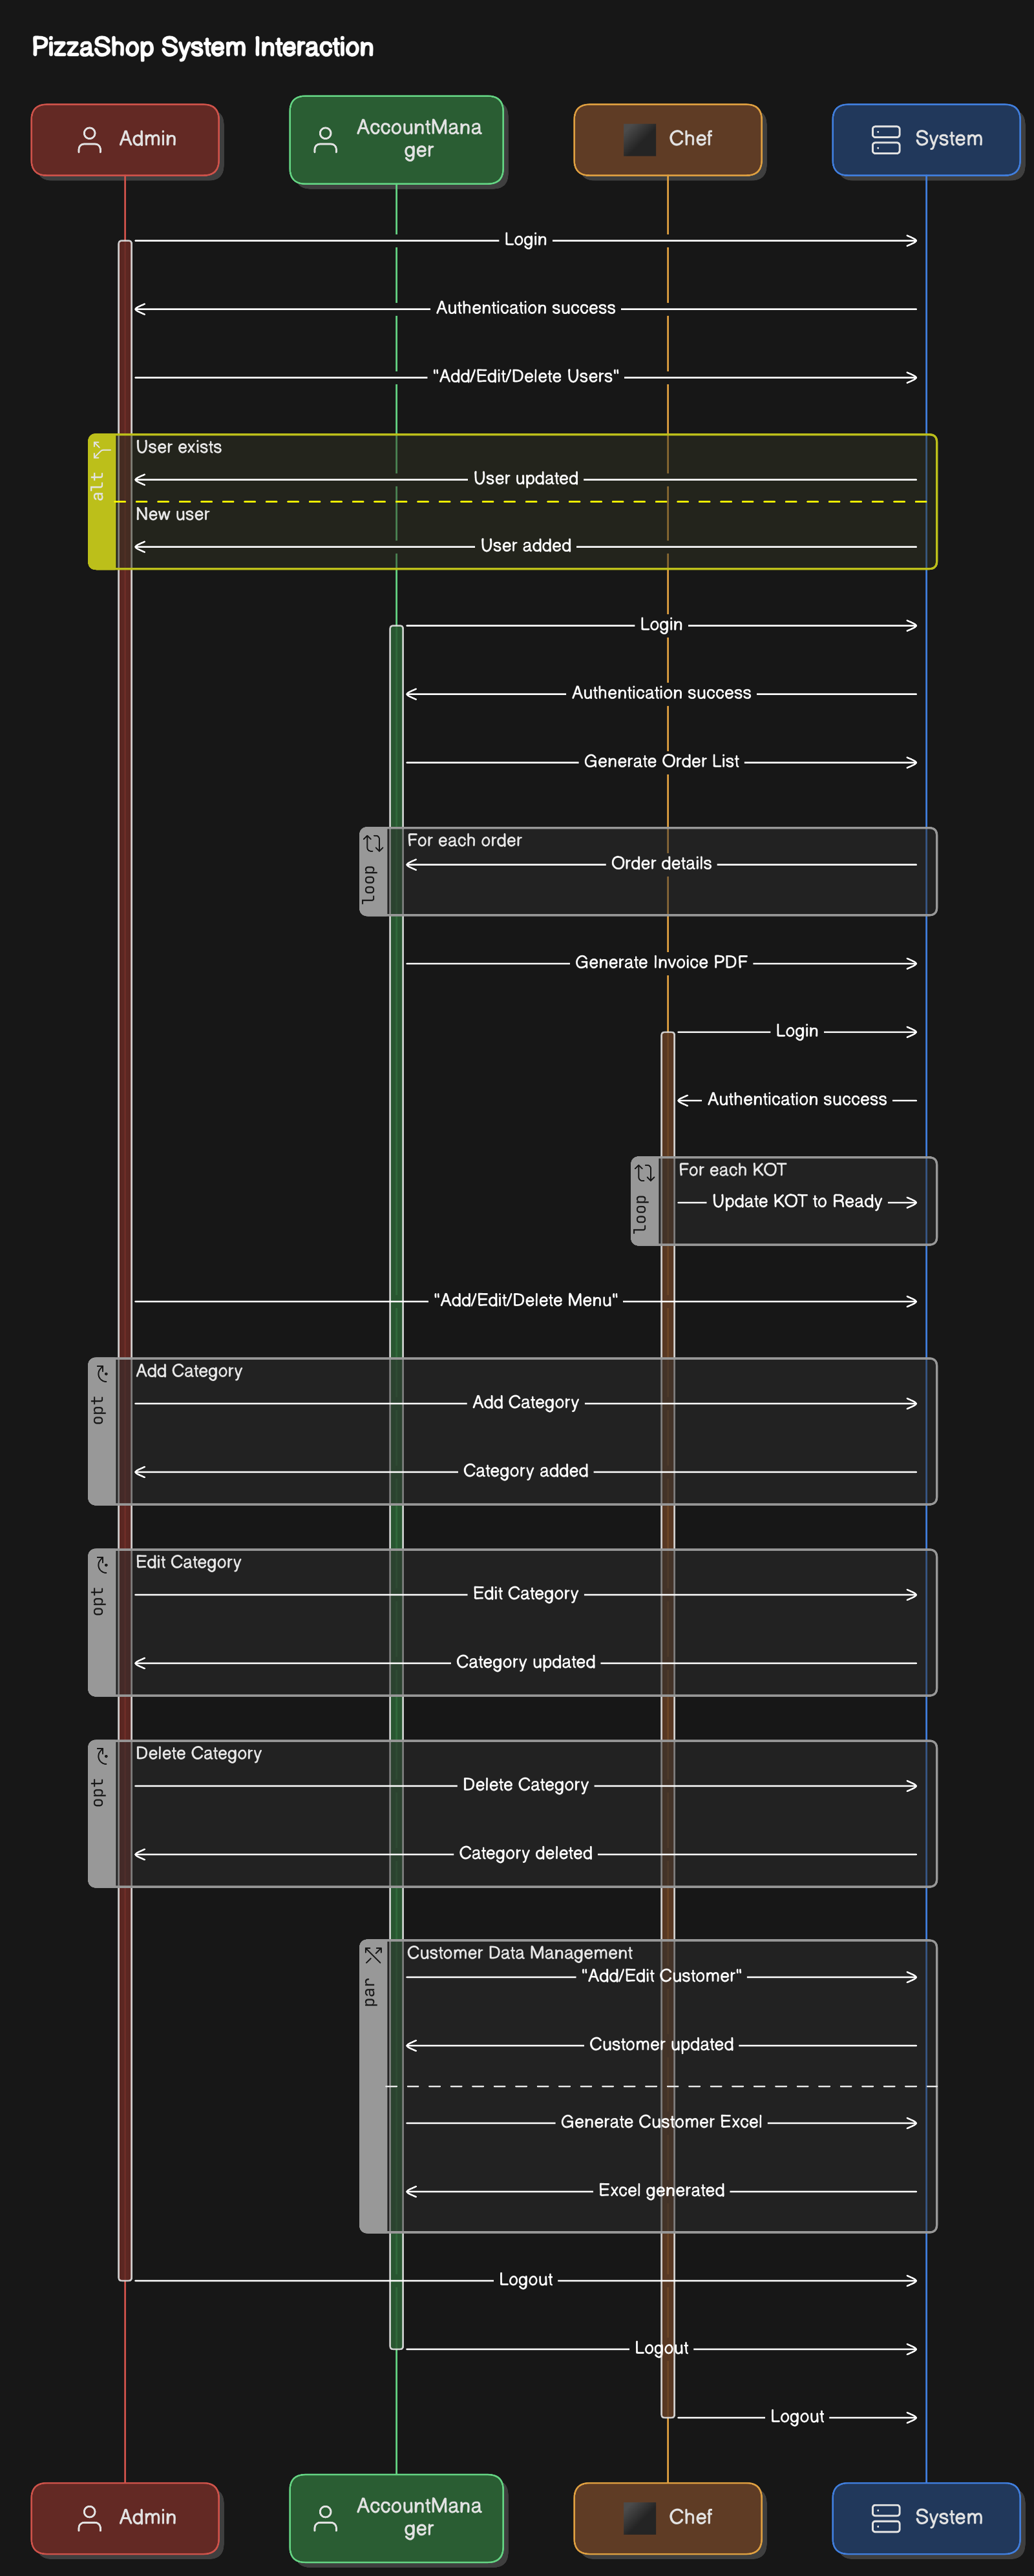 PizzaShop System Interaction
Admin
AccountMana
ger
Chef
System
Login
Authentication success
"Add/Edit/Delete Users"
alt
User exists
User updated
New user
User added
Login
Authentication success
Generate Order List
loop
For each order
Order details
Generate Invoice PDF
Login
Authentication success
loop
For each KOT
Update KOT to Ready
"Add/Edit/Delete Menu"
opt
Add Category
Add Category
Category added
opt
Edit Category
Edit Category
Category updated
opt
Delete Category
Delete Category
Category deleted
par
Customer Data Management
"Add/Edit Customer"
Customer updated
Generate Customer Excel
Excel generated
Logout
Logout
Logout
Admin
AccountMana
ger
Chef
System